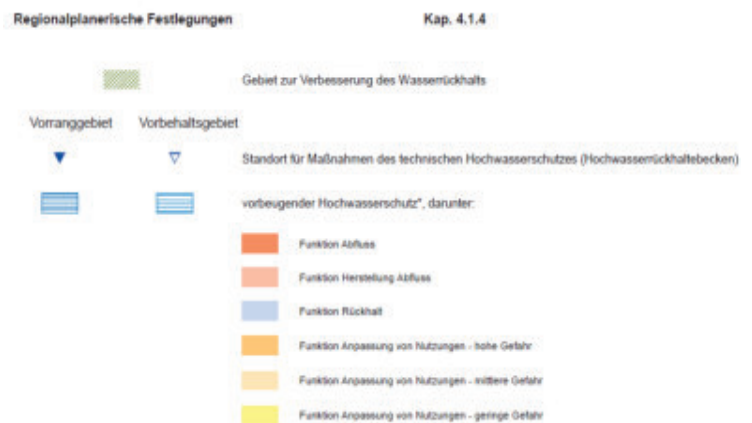 Regionalplanerische Festlegungen Kap. 4.1.4
Gebiet zur Verbesserung des Wasserrückhalts
Vorranggebiet Vorbehaltsgebiet
Standort für Maßnahmen des technischen Hochwasserschutzes (Hochwasserrückhaltebecken)
vorbeugender Hochwasserschutz*, darunter:
Funktion Abfluss
Funktion Herstellung Abfluss
Funktion Rückhalt
Funktion Anpassung von Nutzungen - hohe Gefahr
Funktion Anpassung von Nutzungen - mittlere Gefahr
Funktion Anpassung von Nutzungen - geringe Gefahr